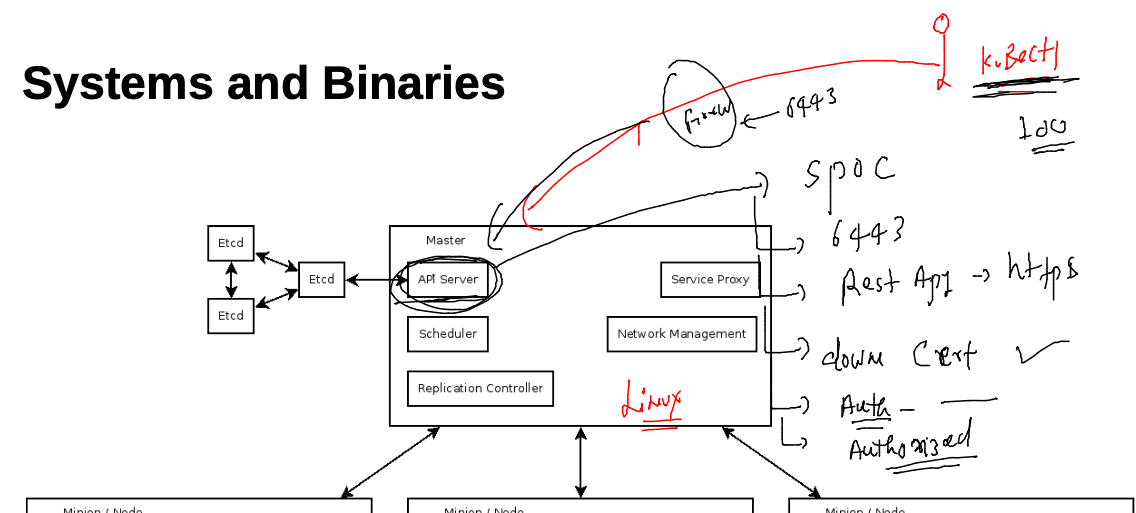 Systems and Binaries
kuBectl
6443
100
SPOC
6443
Rest Api → https
down Cert ✓
Auth -
Authorized
Etcd
Etcd
Etcd
Master
API Server
Service Proxy
Scheduler
Network Management
Replication Controller
Linux
Minion / Node
Minion / Node
Minion / Node